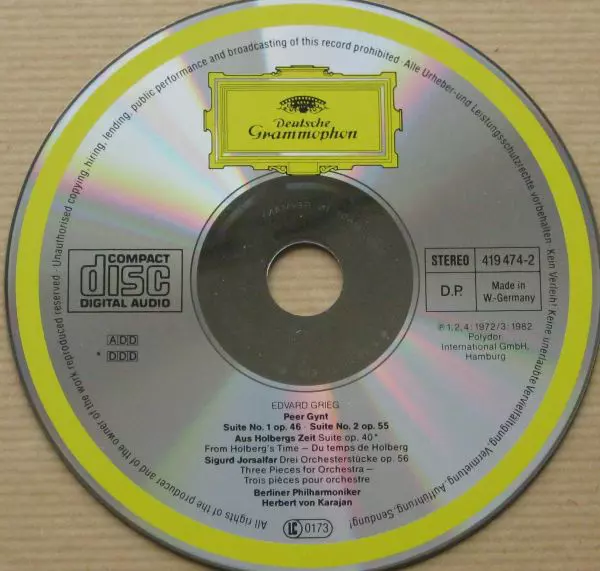 All rights of the producer and of the owner of the work reproduced reserved · Unauthorised copying, hiring, lending, public performance and broadcasting of this record prohibited · Alle Urheber- und Leistungsschutzrechte vorbehalten · Kein Verleih! Keine unerlaubte Vervielfältigung, Vermietung, Aufführung, Sendung!
Deutsche
Grammophon
COMPACT
disc
DIGITAL AUDIO
STEREO 419 474-2
D.P. Made in
W.-Germany
ADD
* DDD
℗ 1,2,4: 1972/3: 1982
Polydor
International GmbH,
Hamburg
EDVARD GRIEG
Peer Gynt
Suite No. 1 op. 46 · Suite No. 2 op. 55
Aus Holbergs Zeit Suite op. 40*
From Holberg's Time – Du temps de Holberg
Sigurd Jorsalfar Drei Orchesterstücke op. 56
Three Pieces for Orchestra –
Trois pièces pour orchestre
Berliner Philharmoniker
Herbert von Karajan
LC 0173